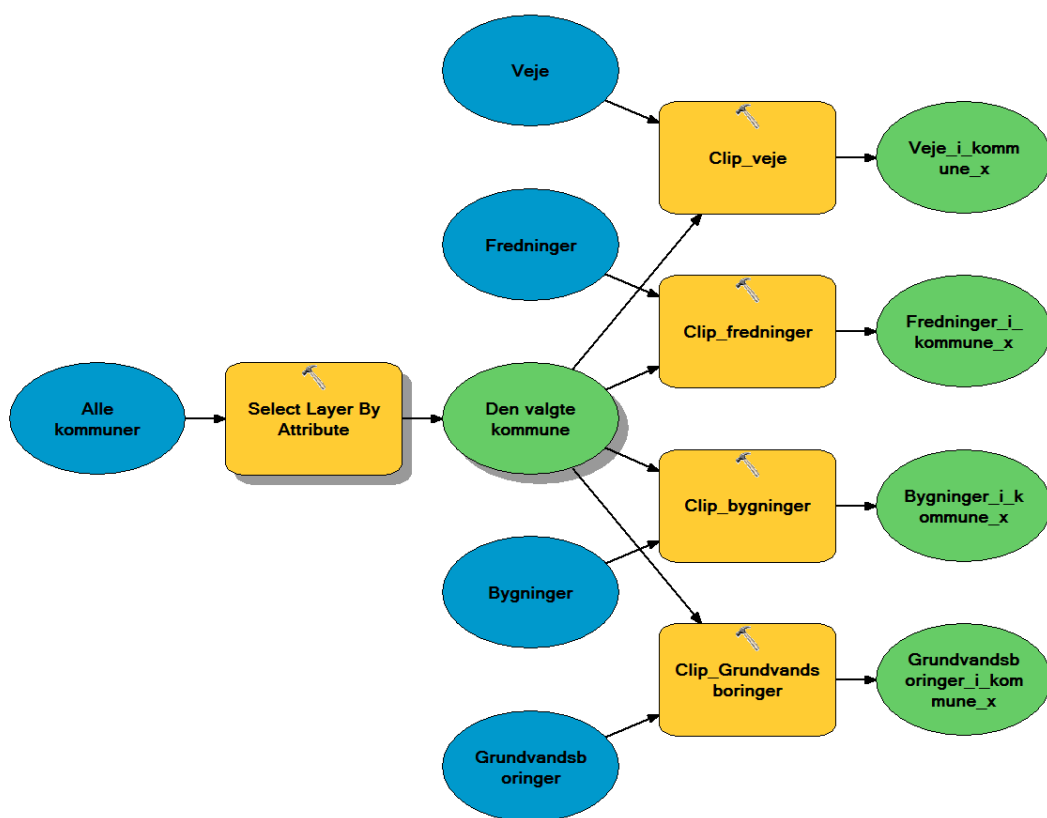 Veje
Clip_veje
Veje_i_komm
une_x
Fredninger
Clip_fredninger
Fredninger_i_
kommune_x
Alle
kommuner
Select Layer By
Attribute
Den valgte
kommune
Clip_bygninger
Bygninger_i_k
ommune_x
Bygninger
Clip_Grundvands
boringer
Grundvandsb
oringer_i_kom
mune_x
Grundvandsb
oringer